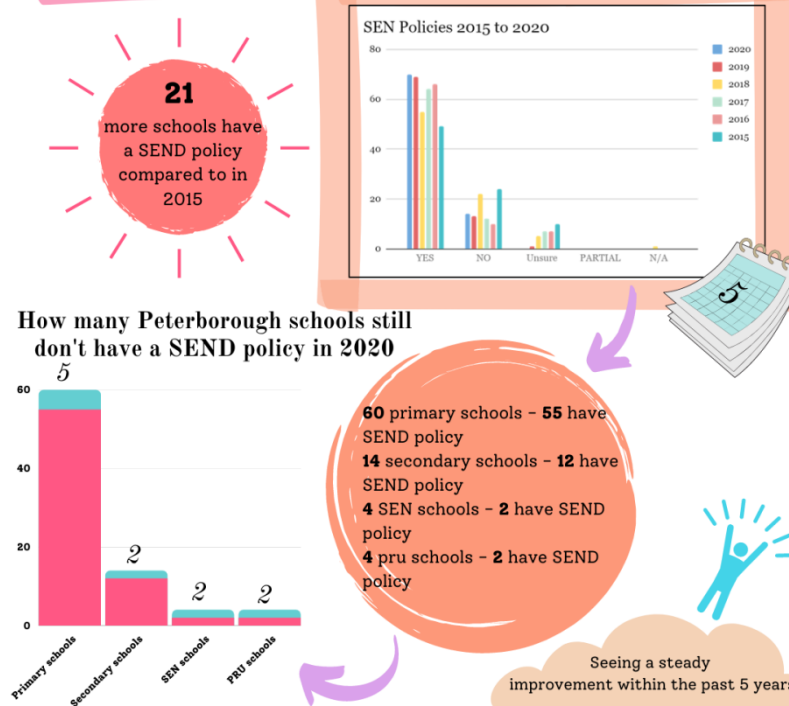 21
more schools have
a SEND policy
compared to in
2015
SEN Policies 2015 to 2020
80
60
40
20
0
YES
NO
Unsure
PARTIAL
N/A
2020
2019
2018
2017
2016
2015
5
How many Peterborough schools still
don't have a SEND policy in 2020
60
40
20
0
5
2
2
2
Primary schools
Secondary schools
SEN schools
PRU schools
60 primary schools - 55 have
SEND policy
14 secondary schools - 12 have
SEND policy
4 SEN schools - 2 have SEND
policy
4 pru schools - 2 have SEND
policy
Seeing a steady
improvement within the past 5 years